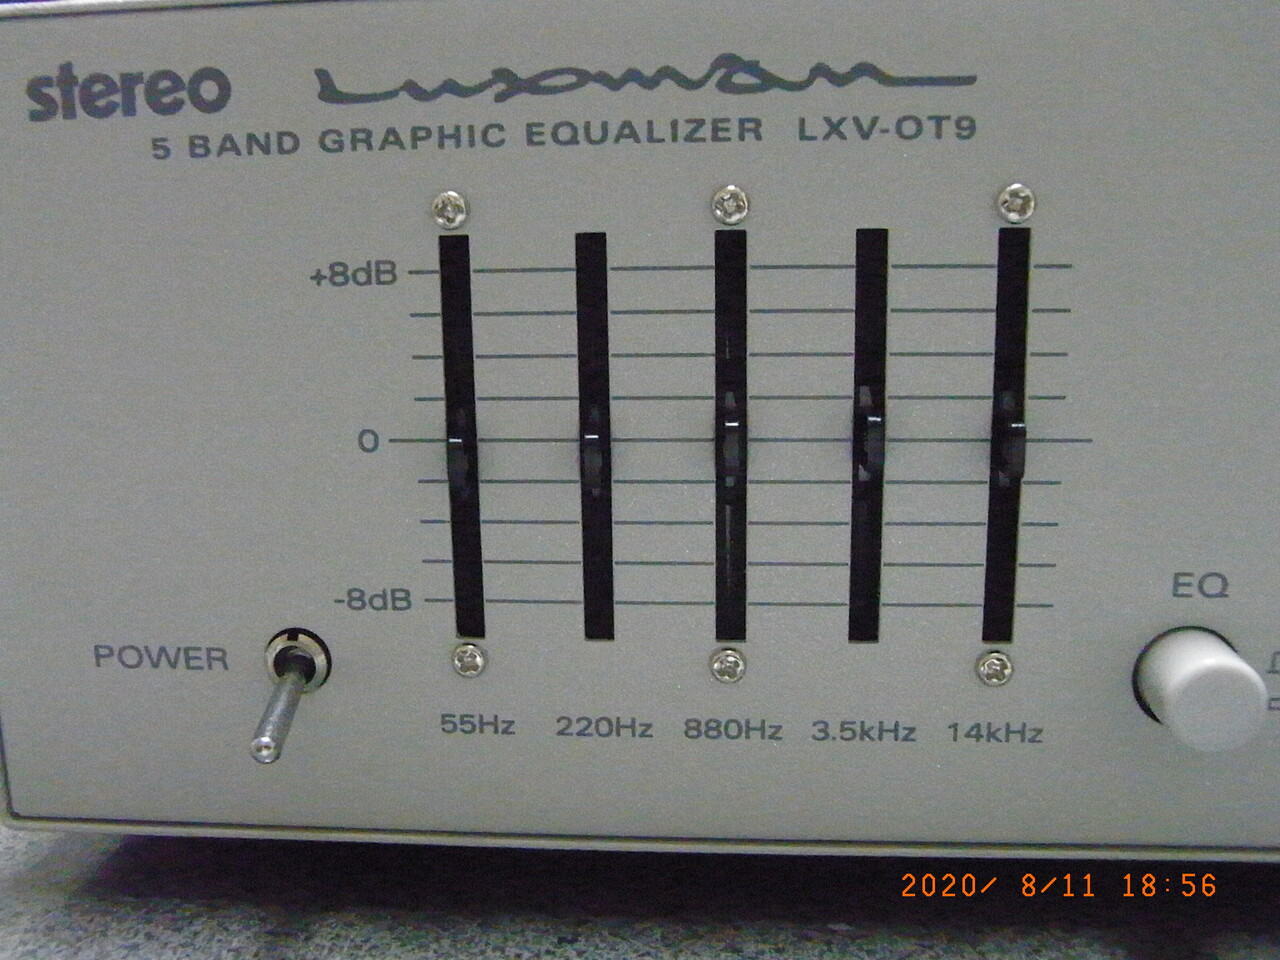 stereo Luxman
5 BAND GRAPHIC EQUALIZER LXV-OT9
+8dB
0
-8dB
EQ
POWER
55Hz 220Hz 880Hz 3.5kHz 14kHz
2020/ 8/11 18:56